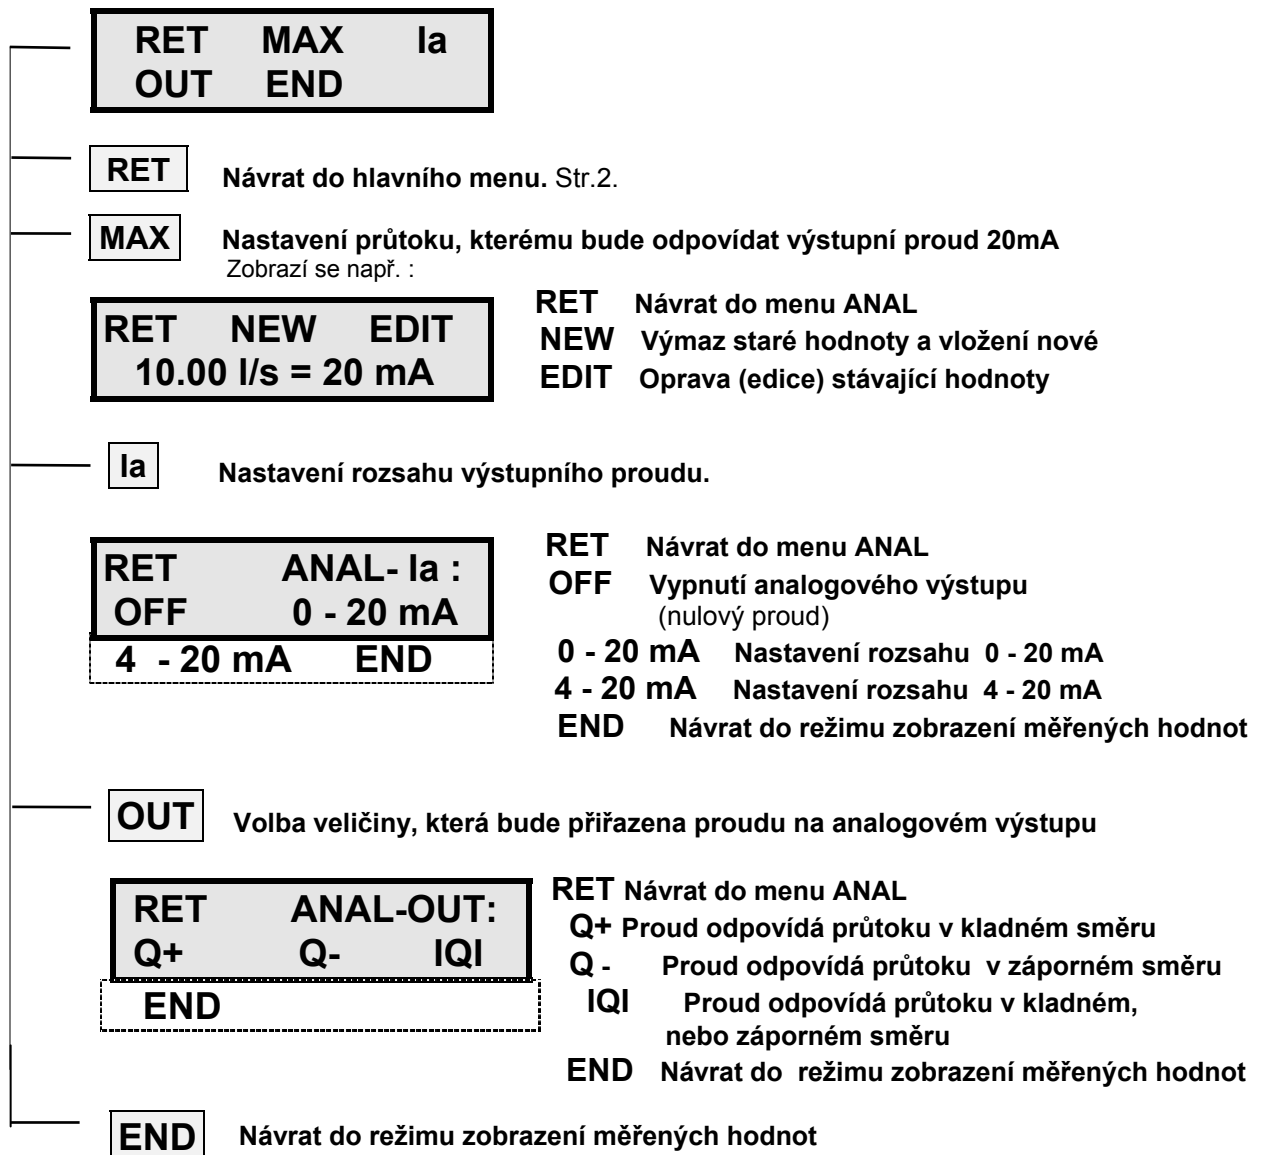 RET MAX Ia
OUT END
RET Návrat do hlavního menu. Str.2.
MAX Nastavení průtoku, kterému bude odpovídat výstupní proud 20mA
Zobrazí se např. :
RET NEW EDIT
10.00 l/s = 20 mA
RET Návrat do menu ANAL
NEW Výmaz staré hodnoty a vložení nové
EDIT Oprava (edice) stávající hodnoty
Ia Nastavení rozsahu výstupního proudu.
RET ANAL- Ia :
OFF 0 - 20 mA
4 - 20 mA END
RET Návrat do menu ANAL
OFF Vypnutí analogového výstupu
(nulový proud)
0 - 20 mA Nastavení rozsahu 0 - 20 mA
4 - 20 mA Nastavení rozsahu 4 - 20 mA
END Návrat do režimu zobrazení měřených hodnot
OUT Volba veličiny, která bude přiřazena proudu na analogovém výstupu
RET ANAL-OUT:
Q+ Q- IQI
END
RET Návrat do menu ANAL
Q+ Proud odpovídá průtoku v kladném směru
Q - Proud odpovídá průtoku v záporném směru
IQI Proud odpovídá průtoku v kladném,
nebo záporném směru
END Návrat do režimu zobrazení měřených hodnot
END Návrat do režimu zobrazení měřených hodnot